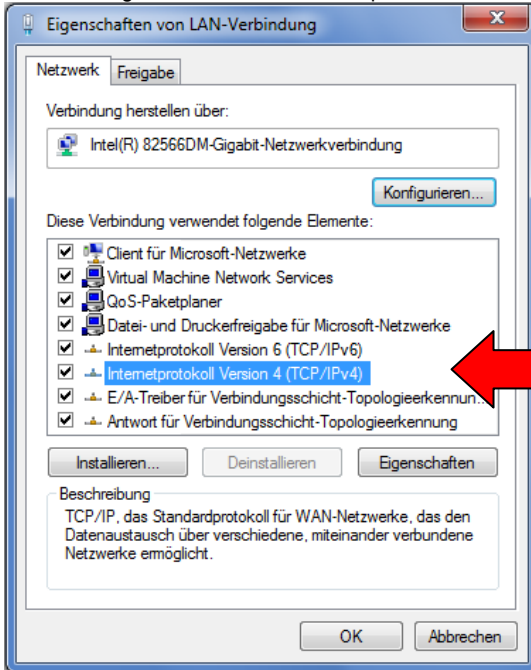 Eigenschaften von LAN-Verbindung
Netzwerk Freigabe
Verbindung herstellen über:
Intel(R) 82566DM-Gigabit-Netzwerkverbindung
Konfigurieren...
Diese Verbindung verwendet folgende Elemente:
Client für Microsoft-Netzwerke
Virtual Machine Network Services
QoS-Paketplaner
Datei- und Druckerfreigabe für Microsoft-Netzwerke
Internetprotokoll Version 6 (TCP/IPv6)
Internetprotokoll Version 4 (TCP/IPv4)
E/A-Treiber für Verbindungsschicht-Topologieerkennun...
Antwort für Verbindungsschicht-Topologieerkennung
Installieren... Deinstallieren Eigenschaften
Beschreibung
TCP/IP, das Standardprotokoll für WAN-Netzwerke, das den
Datenaustausch über verschiedene, miteinander verbundene
Netzwerke ermöglicht.
OK Abbrechen